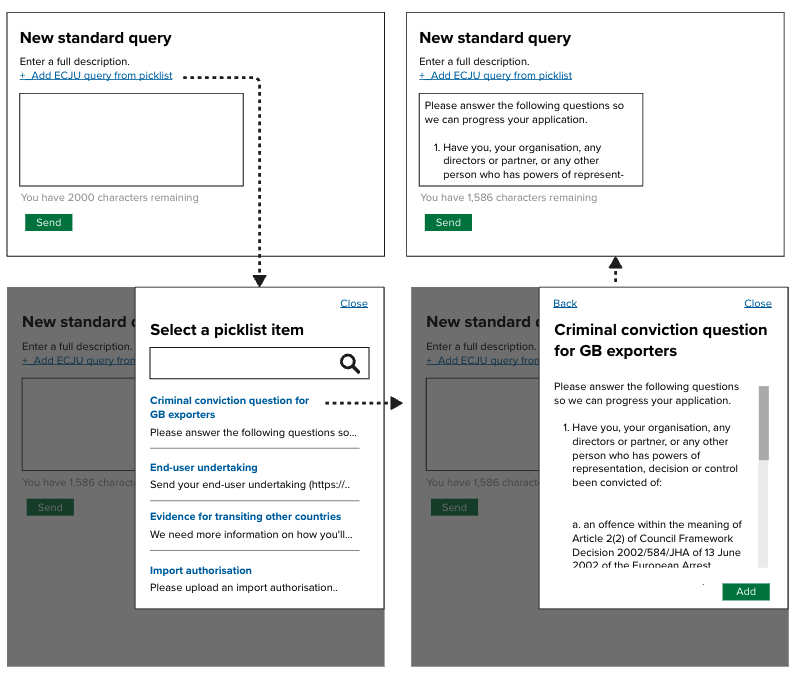 New standard query
Enter a full description.
+ Add ECJU query from picklist
You have 2000 characters remaining
Send
New standard query
Enter a full description.
+ Add ECJU query from picklist
Please answer the following questions so
we can progress your application.
1. Have you, your organisation, any
directors or partner, or any other
person who has powers of represent-
You have 1,586 characters remaining
Send
New standard q
Enter a full description.
+ Add ECJU query from
You have 1,586 characte
Send
Close
Select a picklist item
Criminal conviction question for
GB exporters
Please answer the following questions so...
End-user undertaking
Send your end-user undertaking (https://..
Evidence for transiting other countries
We need more information on how you'll...
Import authorisation
Please upload an import authorisation..
New standard q
Enter a full description.
+ Add ECJU query from
You have 1,586 characte
Send
Back
Close
Criminal conviction question
for GB exporters
Please answer the following questions
so we can progress your application.
1. Have you, your organisation, any
directors or partner, or any other
person who has powers of
representation, decision or control
been convicted of:
a. an offence within the meaning of
Article 2(2) of Council Framework
Decision 2002/584/JHA of 13 June
2002 of the European Arrest
Add